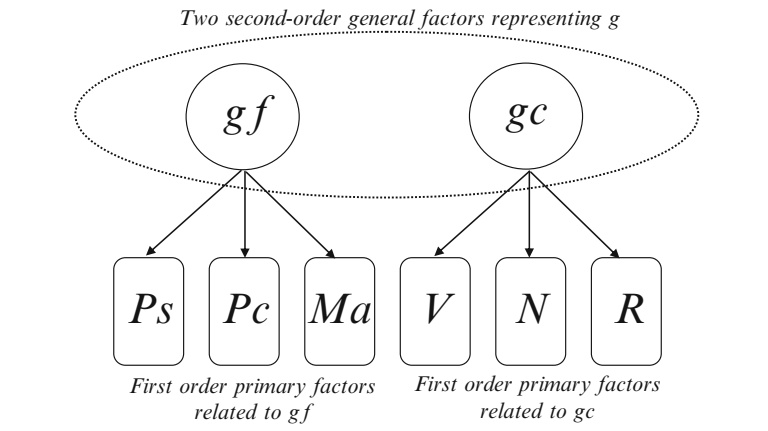 Two second-order general factors representing g
gf
gc
Ps
Pc
Ma
V
N
R
First order primary factors
related to gf
First order primary factors
related to gc